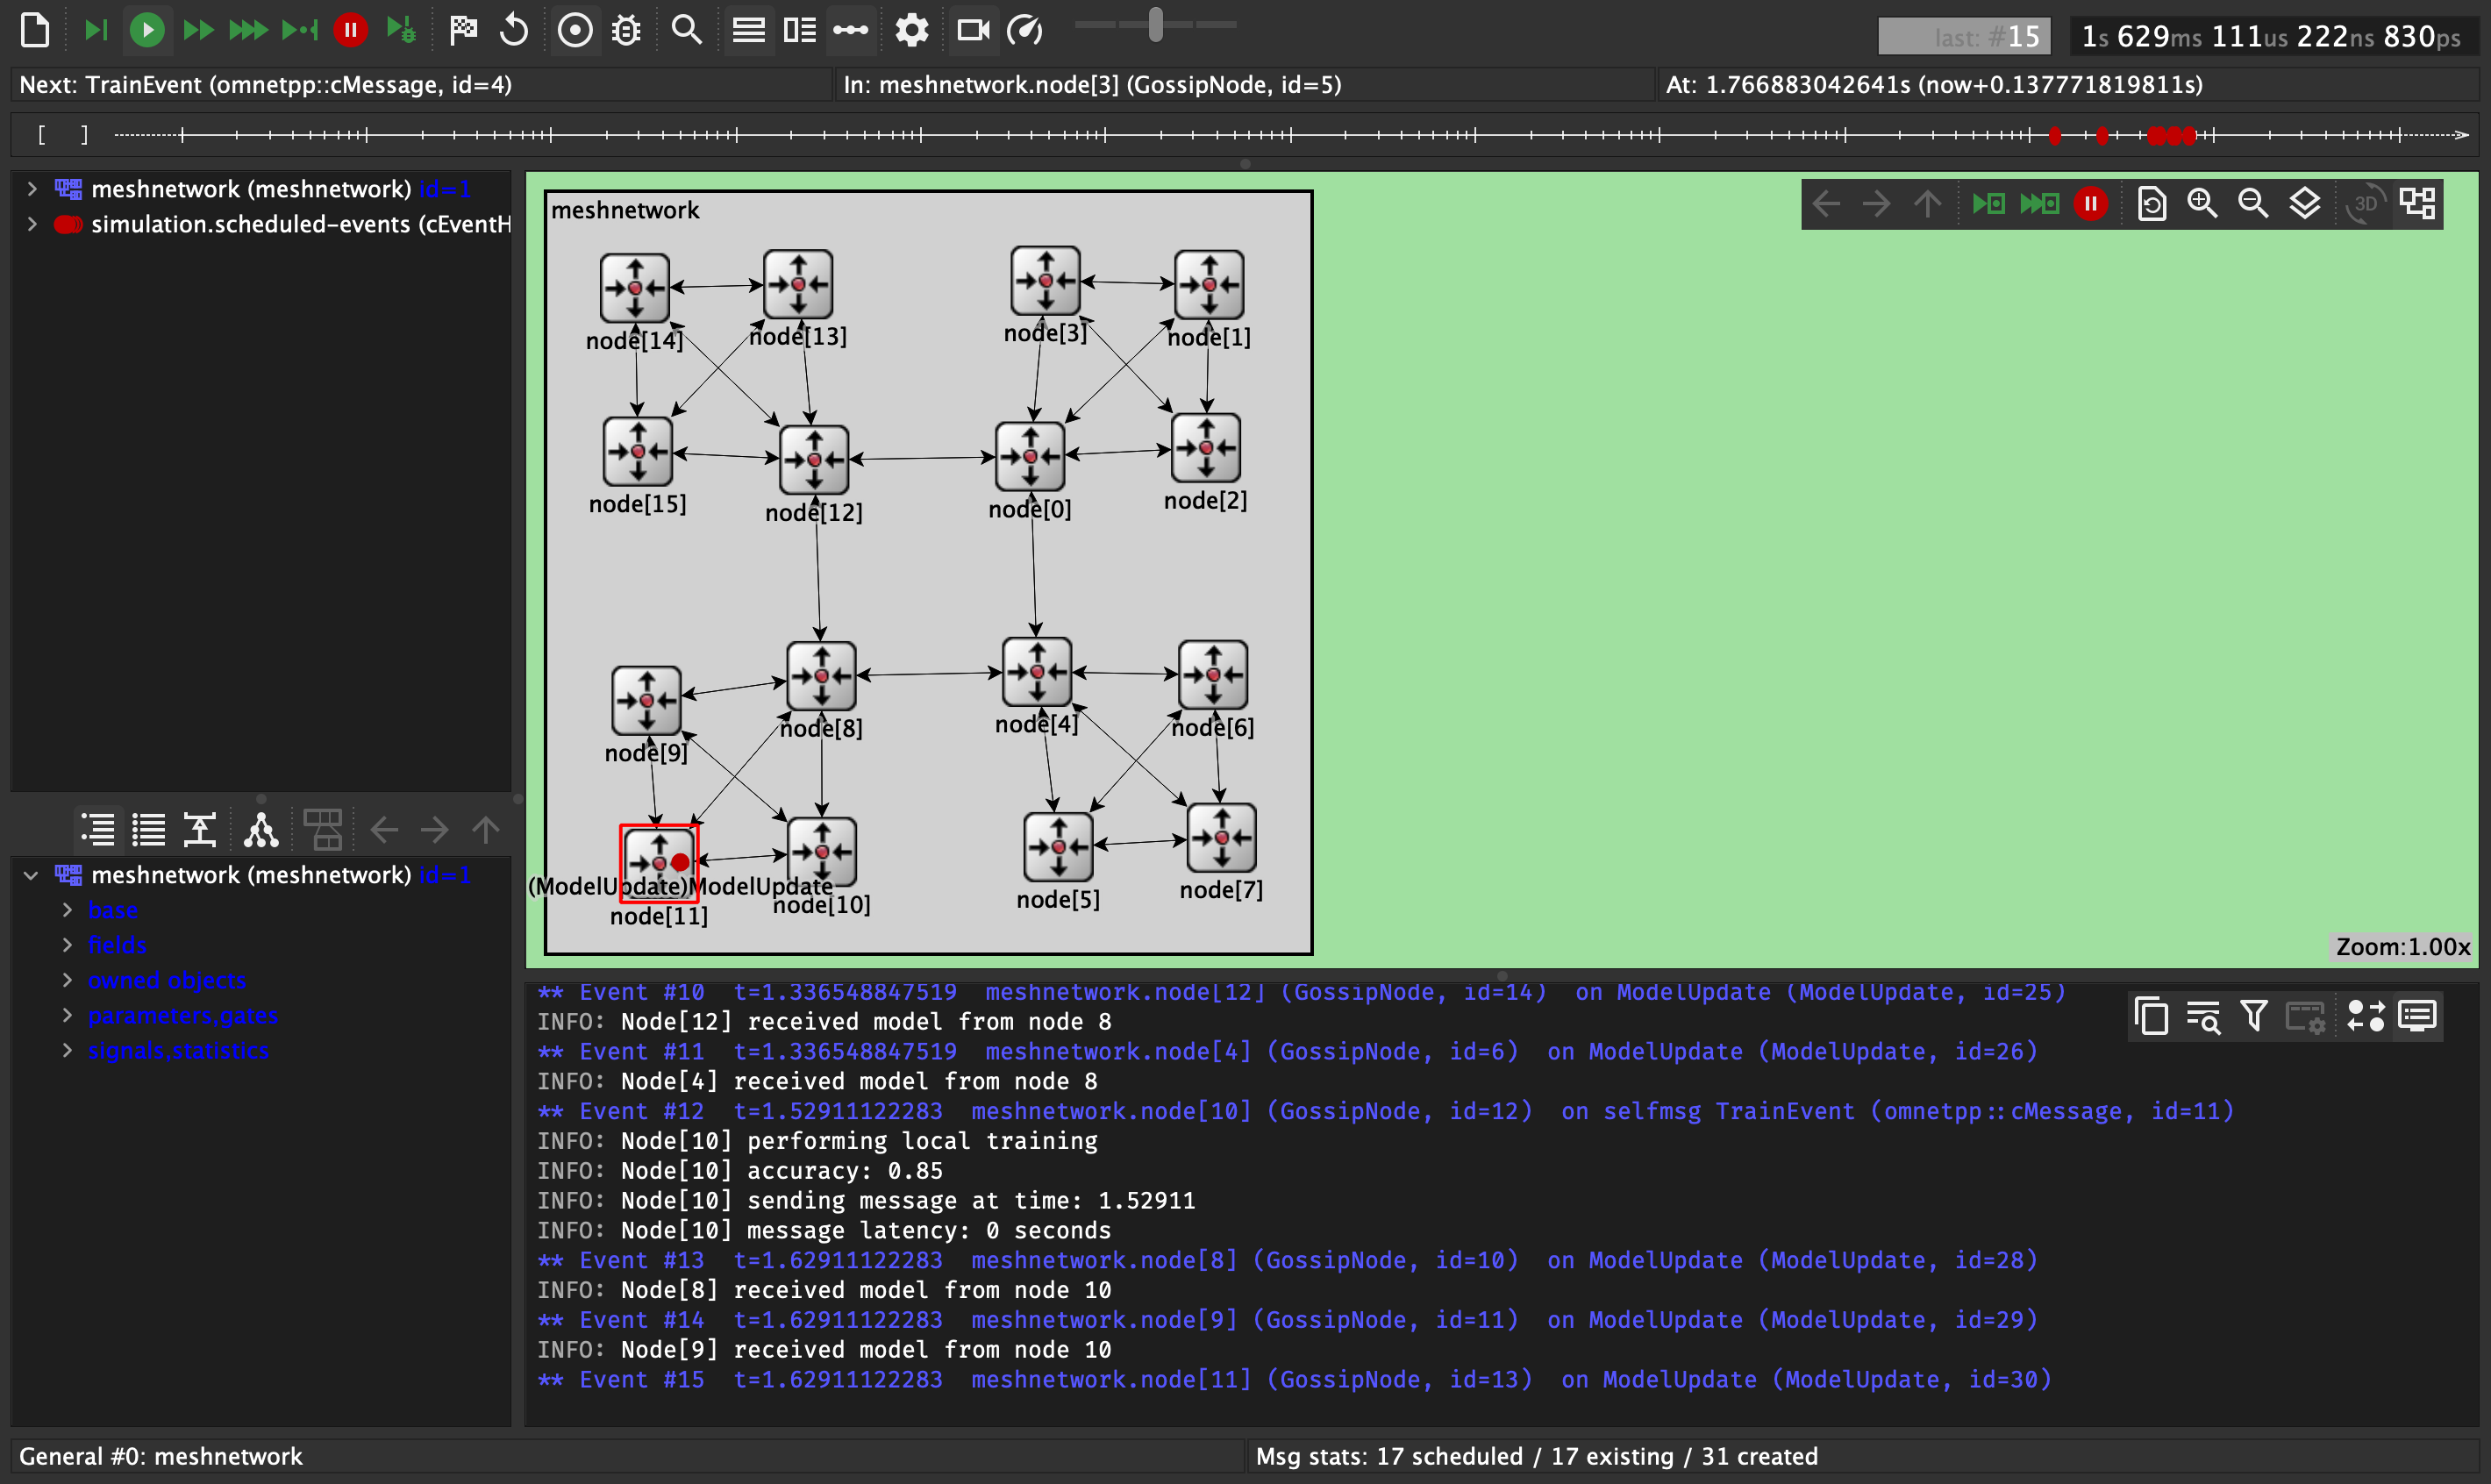 last: #15
1s 629ms 111us 222ns 830ps
Next: TrainEvent (omnetpp::cMessage, id=4)
In: meshnetwork.node[3] (GossipNode, id=5)
At: 1.766883042641s (now+0.137771819811s)
[ ]
meshnetwork (meshnetwork) id=1
simulation.scheduled-events (cEventH
meshnetwork
3D
node[14]
node[13]
node[3]
node[1]
node[15]
node[12]
node[0]
node[2]
node[9]
node[8]
node[4]
node[6]
(ModelUpdate)ModelUpdate
node[11]
node[10]
node[5]
node[7]
Zoom:1.00x
meshnetwork (meshnetwork) id=1
base
fields
owned objects
parameters,gates
signals,statistics
** Event #10 t=1.336548847519 meshnetwork.node[12] (GossipNode, id=14) on ModelUpdate (ModelUpdate, id=25)
INFO: Node[12] received model from node 8
** Event #11 t=1.336548847519 meshnetwork.node[4] (GossipNode, id=6) on ModelUpdate (ModelUpdate, id=26)
INFO: Node[4] received model from node 8
** Event #12 t=1.52911122283 meshnetwork.node[10] (GossipNode, id=12) on selfmsg TrainEvent (omnetpp::cMessage, id=11)
INFO: Node[10] performing local training
INFO: Node[10] accuracy: 0.85
INFO: Node[10] sending message at time: 1.52911
INFO: Node[10] message latency: 0 seconds
** Event #13 t=1.62911122283 meshnetwork.node[8] (GossipNode, id=10) on ModelUpdate (ModelUpdate, id=28)
INFO: Node[8] received model from node 10
** Event #14 t=1.62911122283 meshnetwork.node[9] (GossipNode, id=11) on ModelUpdate (ModelUpdate, id=29)
INFO: Node[9] received model from node 10
** Event #15 t=1.62911122283 meshnetwork.node[11] (GossipNode, id=13) on ModelUpdate (ModelUpdate, id=30)
General #0: meshnetwork
Msg stats: 17 scheduled / 17 existing / 31 created